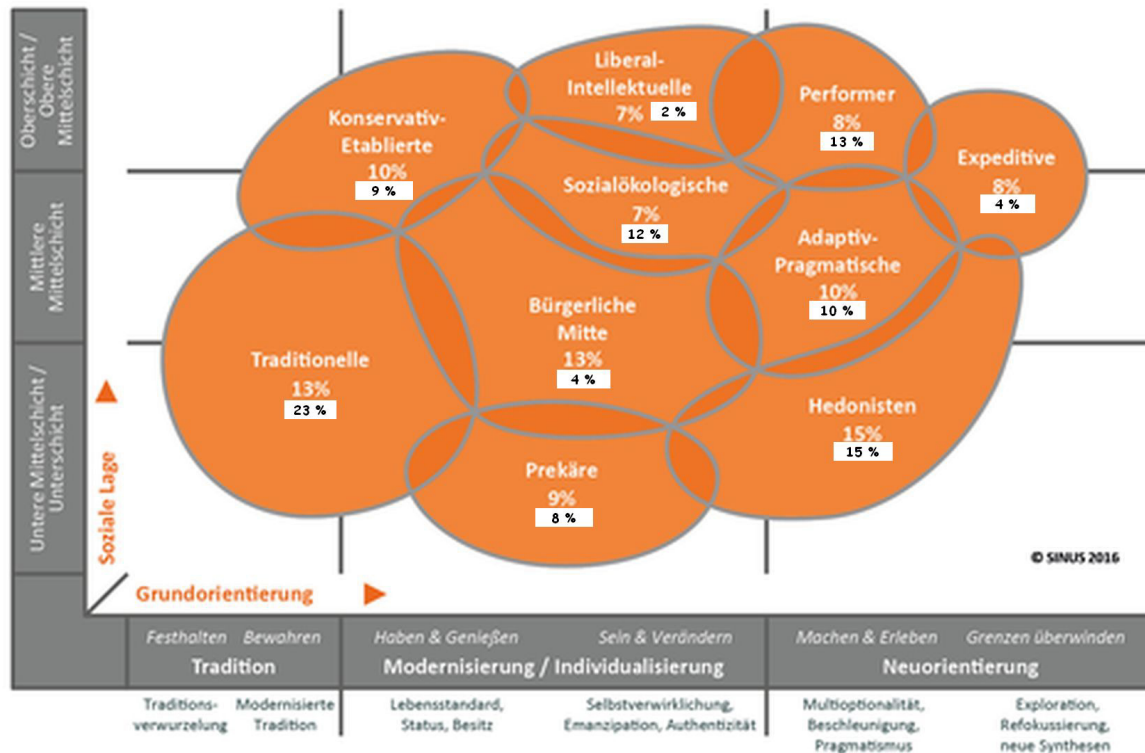 Oberschicht /
Obere
Mittelschicht
Mittlere
Mittelschicht
Untere Mittelschicht /
Unterschicht
Soziale Lage
Konservativ-
Etablierte
10%
9 %
Liberal-
Intellektuelle
7% 2 %
Performer
8%
13 %
Expeditive
8%
4 %
Sozialökologische
7%
12 %
Adaptiv-
Pragmatische
10%
10 %
Traditionelle
13%
23 %
Bürgerliche
Mitte
13%
4 %
Hedonisten
15%
15 %
Prekäre
9%
8 %
© SINUS 2016
Grundorientierung
Festhalten Bewahren
Tradition
Haben & Genießen Sein & Verändern
Modernisierung / Individualisierung
Machen & Erleben Grenzen überwinden
Neuorientierung
Traditions-
verwurzelung
Modernisierte
Tradition
Lebensstandard,
Status, Besitz
Selbstverwirklichung,
Emanzipation, Authentizität
Multioptionalität,
Beschleunigung,
Pragmatismus
Exploration,
Refokussierung,
neue Synthesen